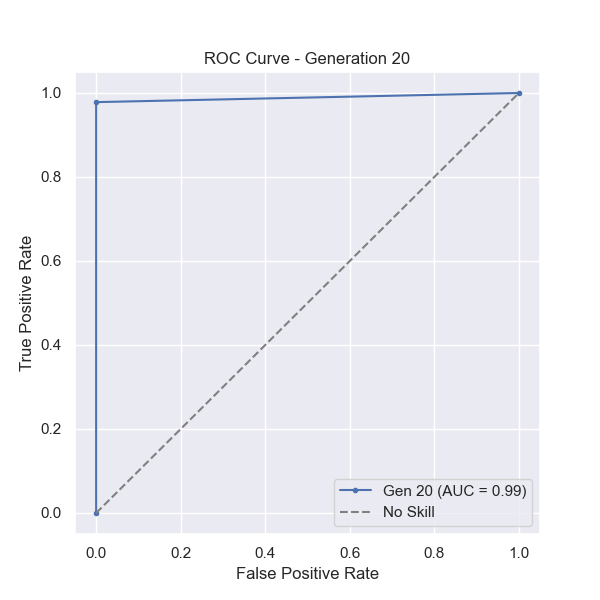 ROC Curve - Generation 20
1.0
0.8
0.6
0.4
0.2
0.0
True Positive Rate
Gen 20 (AUC = 0.99)
No Skill
0.0 0.2 0.4 0.6 0.8 1.0
False Positive Rate